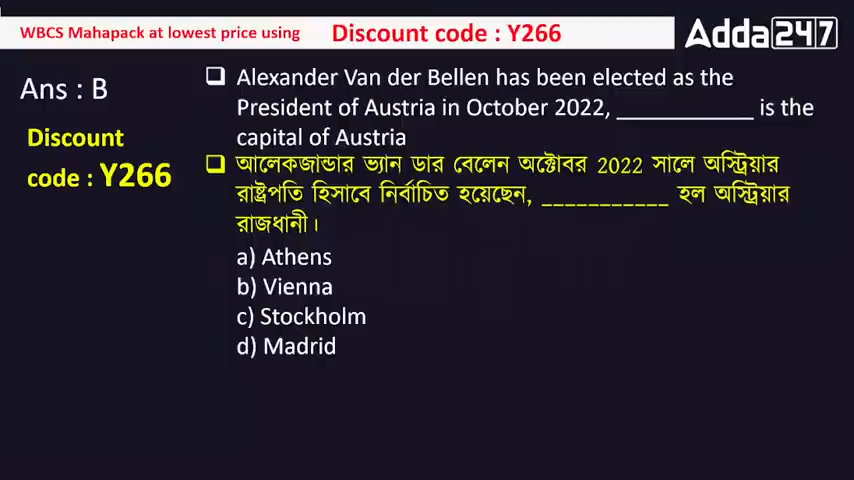 WBCS Mahapack at lowest price using Discount code : Y266
Adda247
Ans : B
Discount
code : Y266
❑ Alexander Van der Bellen has been elected as the
President of Austria in October 2022, ___________ is the
capital of Austria
❑ আলেকজান্ডার ভ্যান ডার বেলেন অক্টোবর 2022 সালে অস্ট্রিয়ার
রাষ্ট্রপতি হিসাবে নির্বাচিত হয়েছেন, ___________ হল অস্ট্রিয়ার
রাজধানী।
a) Athens
b) Vienna
c) Stockholm
d) Madrid